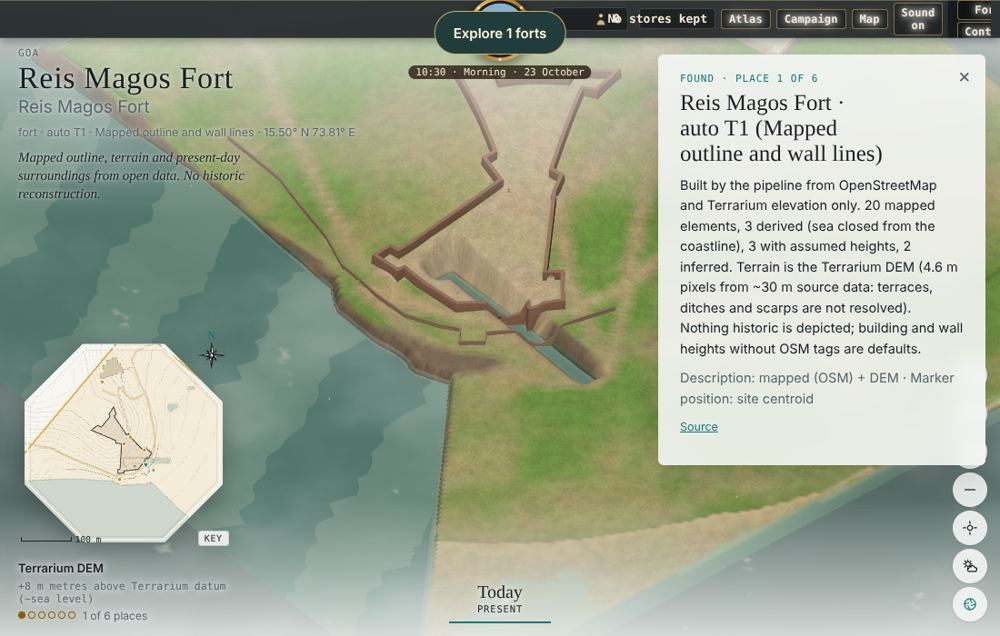 Explore 1 forts
stores kept
Atlas
Campaign
Map
Sound on
10:30 · Morning · 23 October
GOA
Reis Magos Fort
Reis Magos Fort
fort · auto T1 · Mapped outline and wall lines · 15.50° N 73.81° E
Mapped outline, terrain and present-day
surroundings from open data. No historic
reconstruction.
FOUND · PLACE 1 OF 6
Reis Magos Fort ·
auto T1 (Mapped
outline and wall lines)
Built by the pipeline from OpenStreetMap
and Terrarium elevation only. 20 mapped
elements, 3 derived (sea closed from the
coastline), 3 with assumed heights, 2
inferred. Terrain is the Terrarium DEM (4.6 m
pixels from ~30 m source data: terraces,
ditches and scarps are not resolved).
Nothing historic is depicted; building and wall
heights without OSM tags are defaults.
Description: mapped (OSM) + DEM · Marker
position: site centroid
Source
N
100 m
KEY
Terrarium DEM
+8 m metres above Terrarium datum
(~sea level)
1 of 6 places
Today
PRESENT